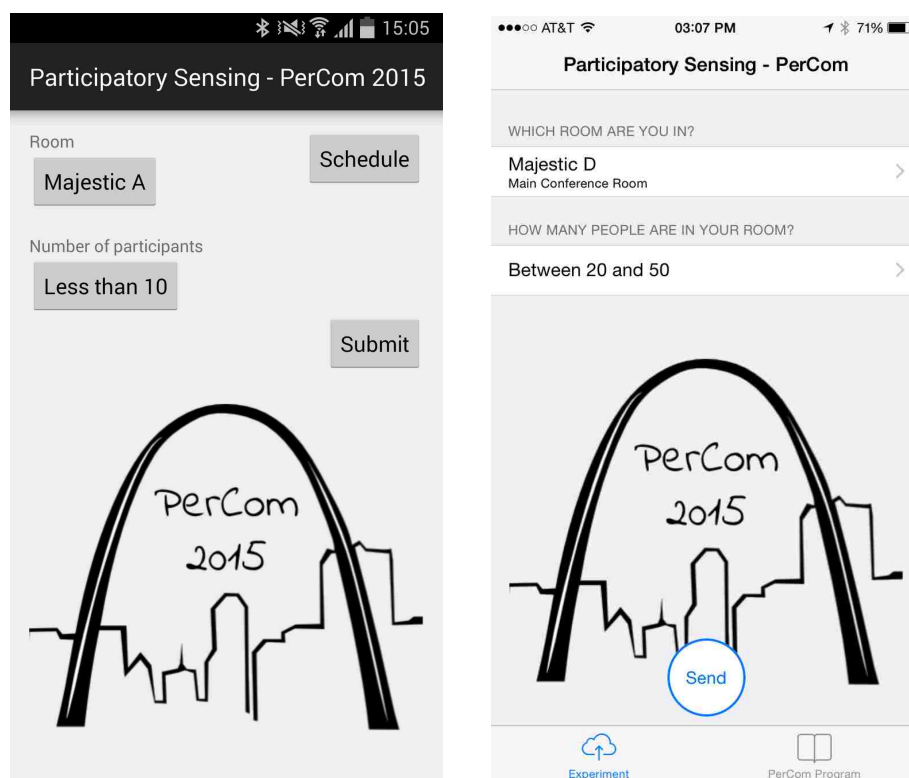 15:05
Participatory Sensing - PerCom 2015
Room
Schedule
Majestic A
Number of participants
Less than 10
Submit
PerCom
2015
AT&T 03:07 PM 71%
Participatory Sensing - PerCom
WHICH ROOM ARE YOU IN?
Majestic D
Main Conference Room
HOW MANY PEOPLE ARE IN YOUR ROOM?
Between 20 and 50
PerCom
2015
Send
Experiment PerCom Program